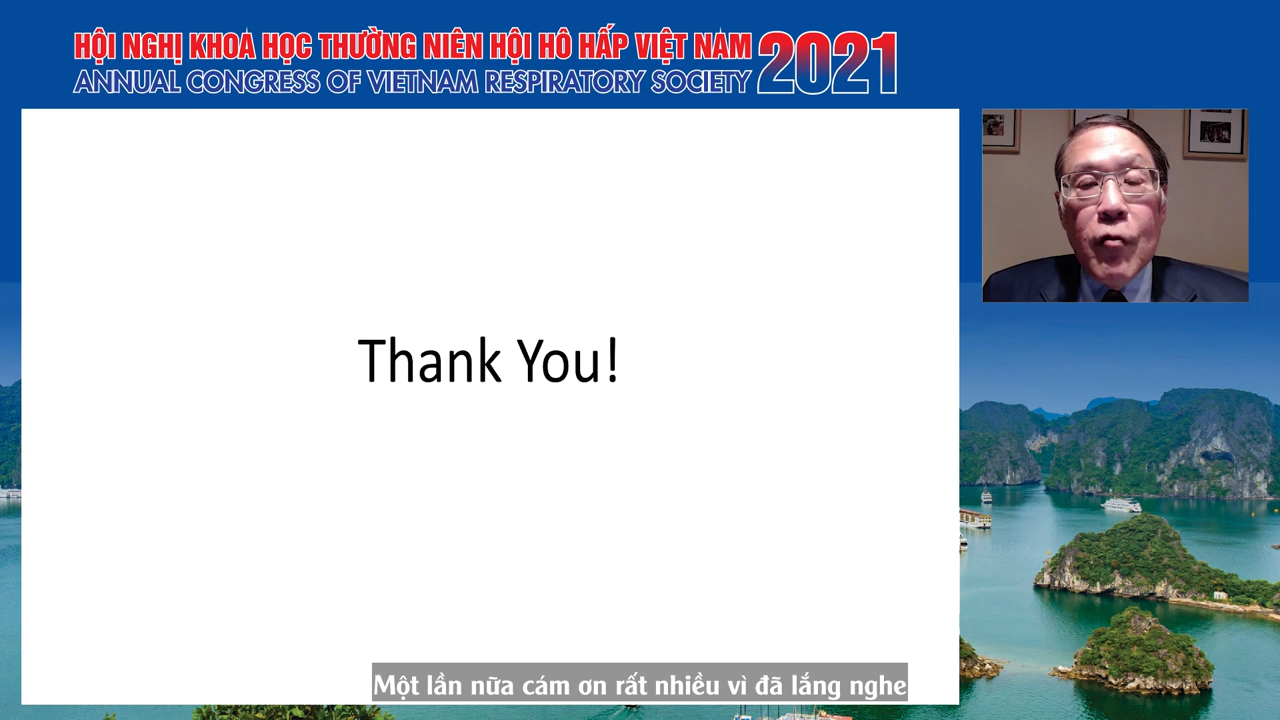 HỘI NGHỊ KHOA HỌC THƯỜNG NIÊN HỘI HÔ HẤP VIỆT NAM 2021
ANNUAL CONGRESS OF VIETNAM RESPIRATORY SOCIETY
Thank You!
Một lần nữa cám ơn rất nhiều vì đã lắng nghe